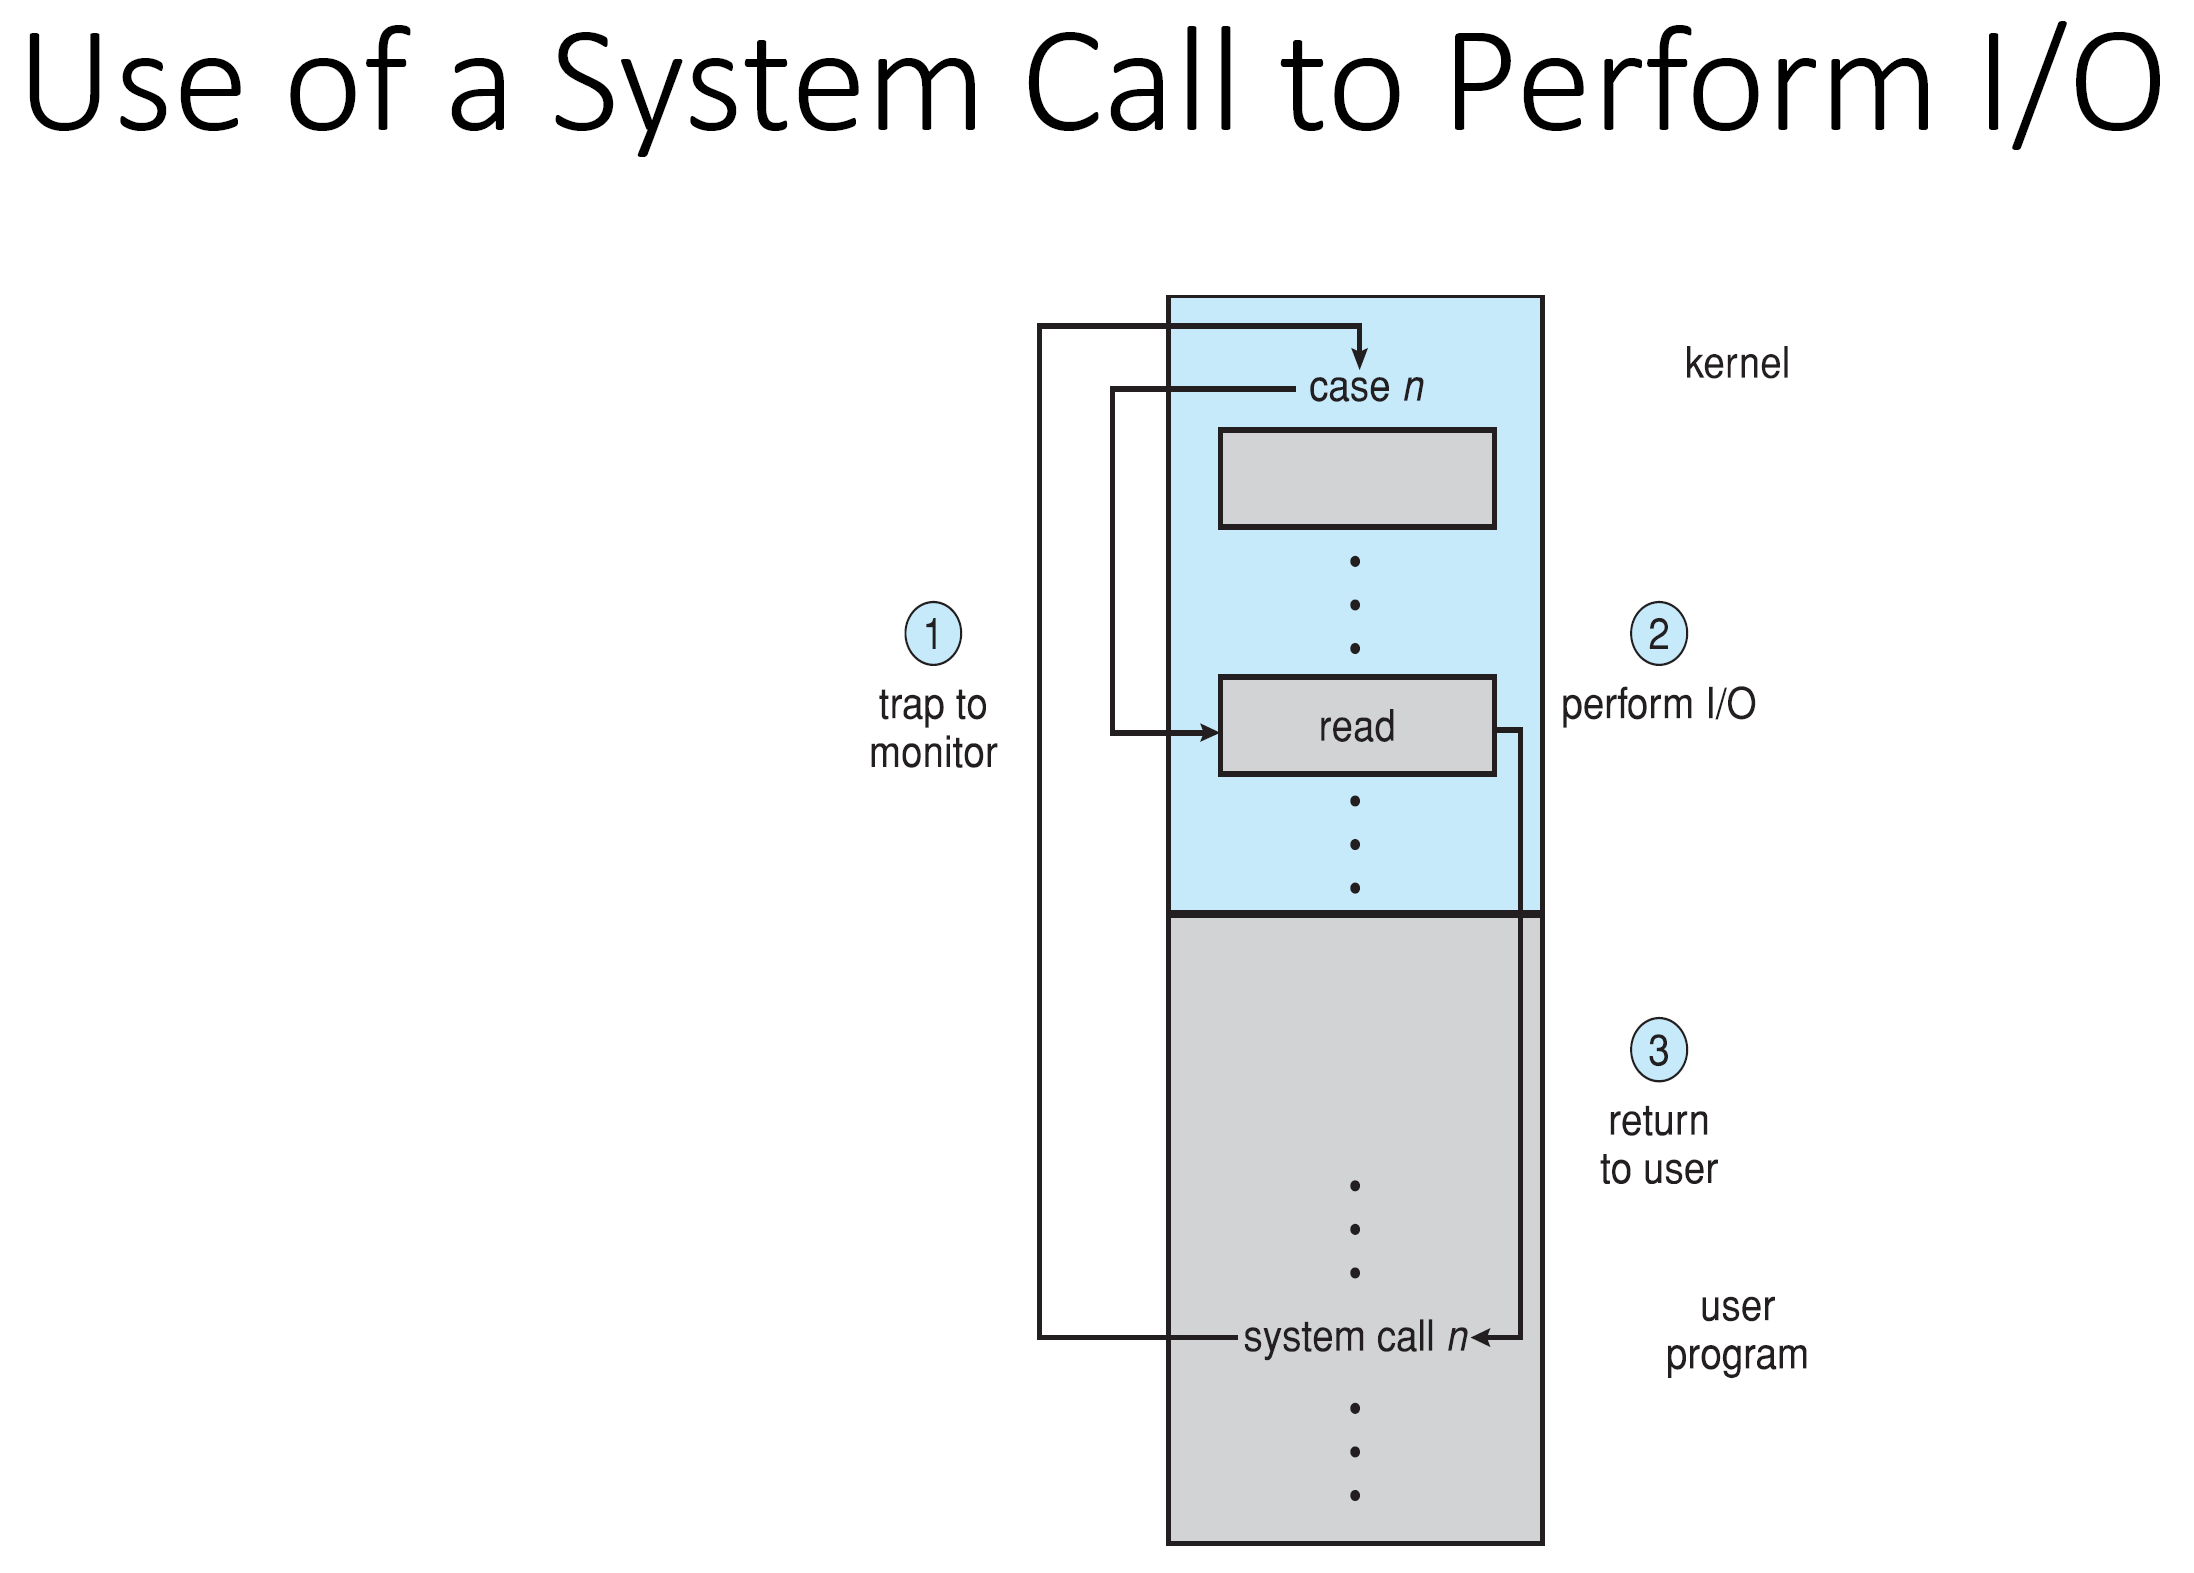 Use of a System Call to Perform I/O
kernel
case n
1
trap to
monitor
2
perform I/O
read
3
return
to user
system call n
user
program